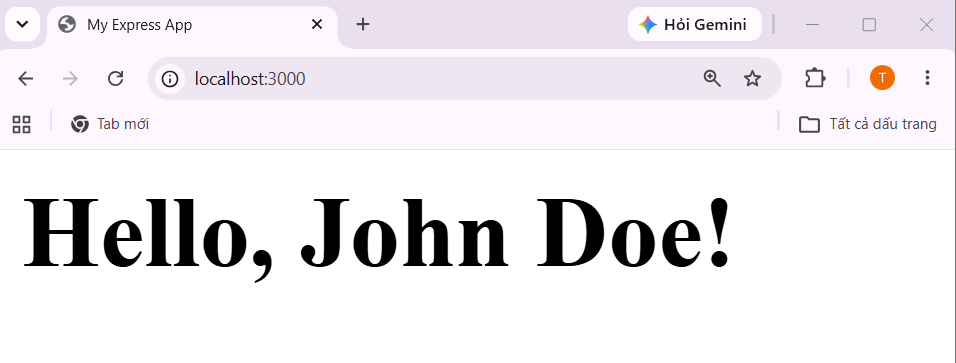 My Express App
Hỏi Gemini
localhost:3000
T
Tab mới
Tất cả dấu trang
Hello, John Doe!